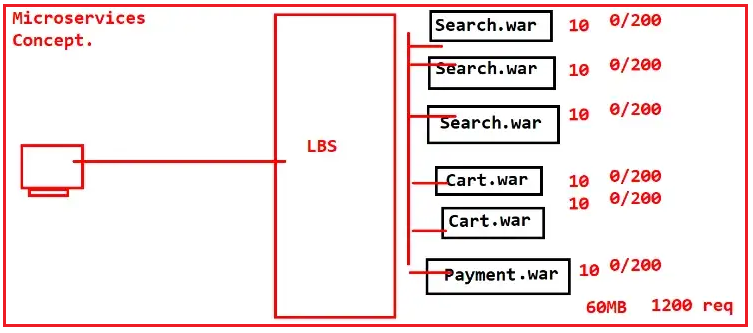 Microservices
Concept.
LBS
Search.war 10 0/200
Search.war 10 0/200
Search.war 10 0/200
Cart.war 10 0/200
10 0/200
Cart.war
Payment.war 10 0/200
60MB 1200 req